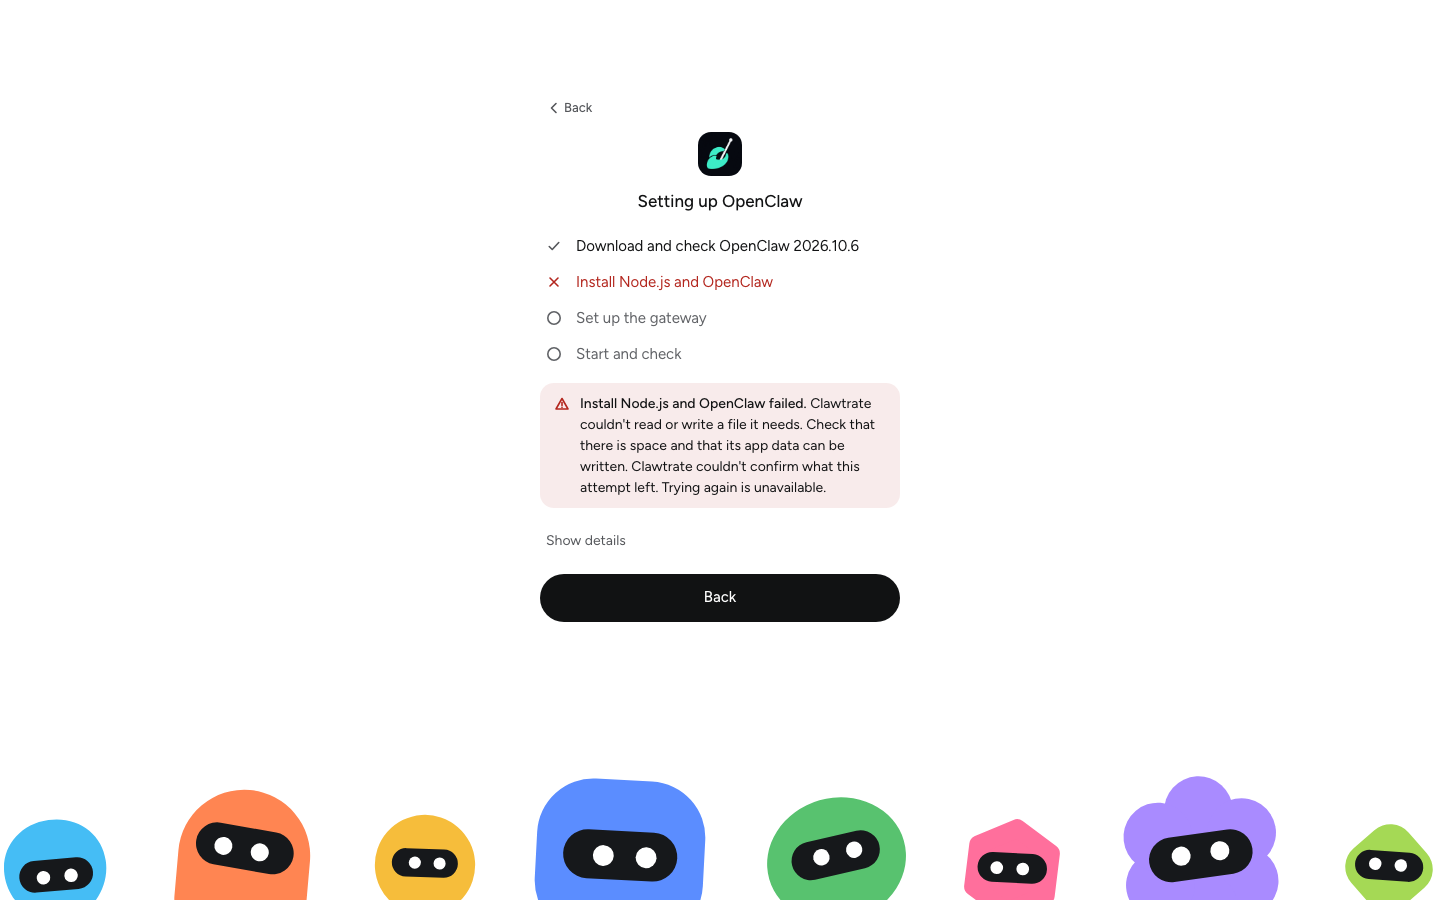 Back
Setting up OpenClaw
Download and check OpenClaw 2026.10.6
Install Node.js and OpenClaw
Set up the gateway
Start and check
Install Node.js and OpenClaw failed. Clawtrate
couldn't read or write a file it needs. Check that
there is space and that its app data can be
written. Clawtrate couldn't confirm what this
attempt left. Trying again is unavailable.
Show details
Back